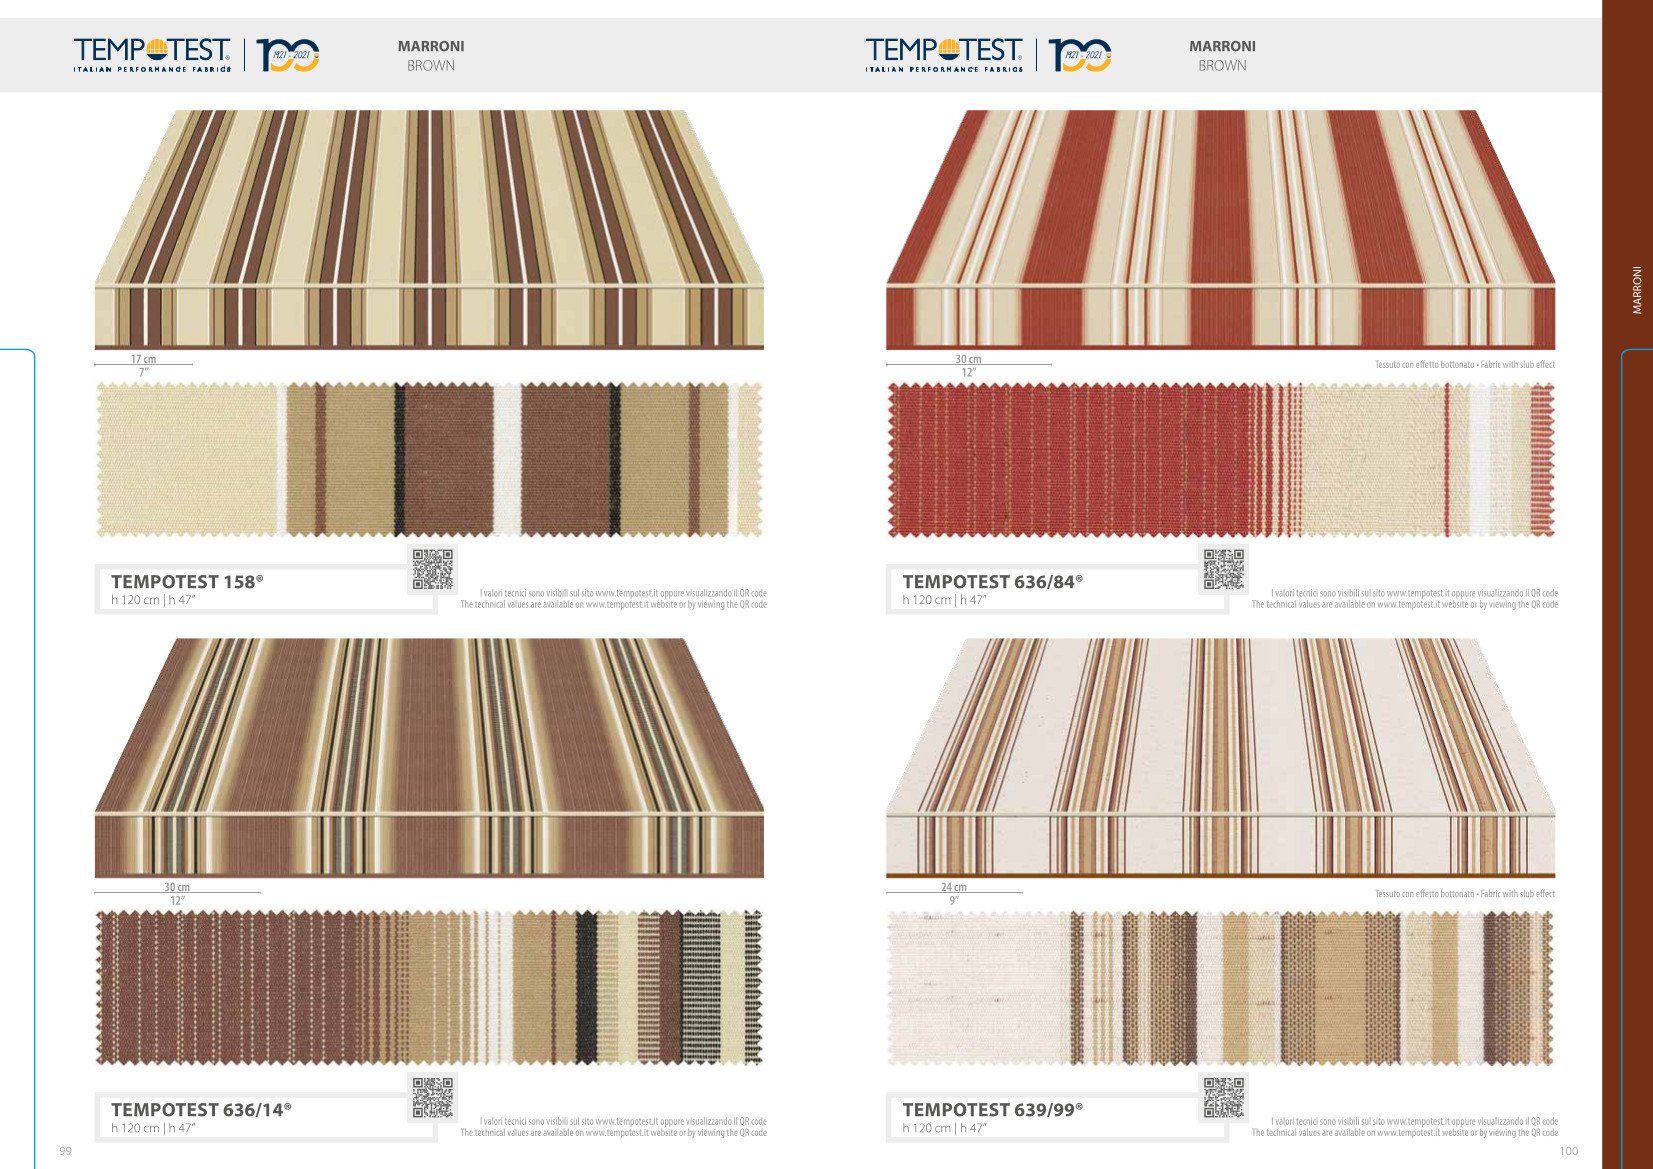 TEMPOTEST®
ITALIAN PERFORMANCE FABRICS
100
1921 - 2021
MARRONI
BROWN
17 cm
7”
TEMPOTEST 158®
h 120 cm | h 47”
I valori tecnici sono visibili sul sito www.tempotest.it oppure visualizzando il QR code
The technical values are available on www.tempotest.it website or by viewing the QR code
30 cm
12”
TEMPOTEST 636/14®
h 120 cm | h 47”
I valori tecnici sono visibili sul sito www.tempotest.it oppure visualizzando il QR code
The technical values are available on www.tempotest.it website or by viewing the QR code
99
TEMPOTEST®
ITALIAN PERFORMANCE FABRICS
100
1921 - 2021
MARRONI
BROWN
30 cm
12”
Tessuto con effetto bottonato • Fabric with slub effect
TEMPOTEST 636/84®
h 120 cm | h 47”
I valori tecnici sono visibili sul sito www.tempotest.it oppure visualizzando il QR code
The technical values are available on www.tempotest.it website or by viewing the QR code
24 cm
9”
Tessuto con effetto bottonato • Fabric with slub effect
TEMPOTEST 639/99®
h 120 cm | h 47”
I valori tecnici sono visibili sul sito www.tempotest.it oppure visualizzando il QR code
The technical values are available on www.tempotest.it website or by viewing the QR code
100
MARRONI